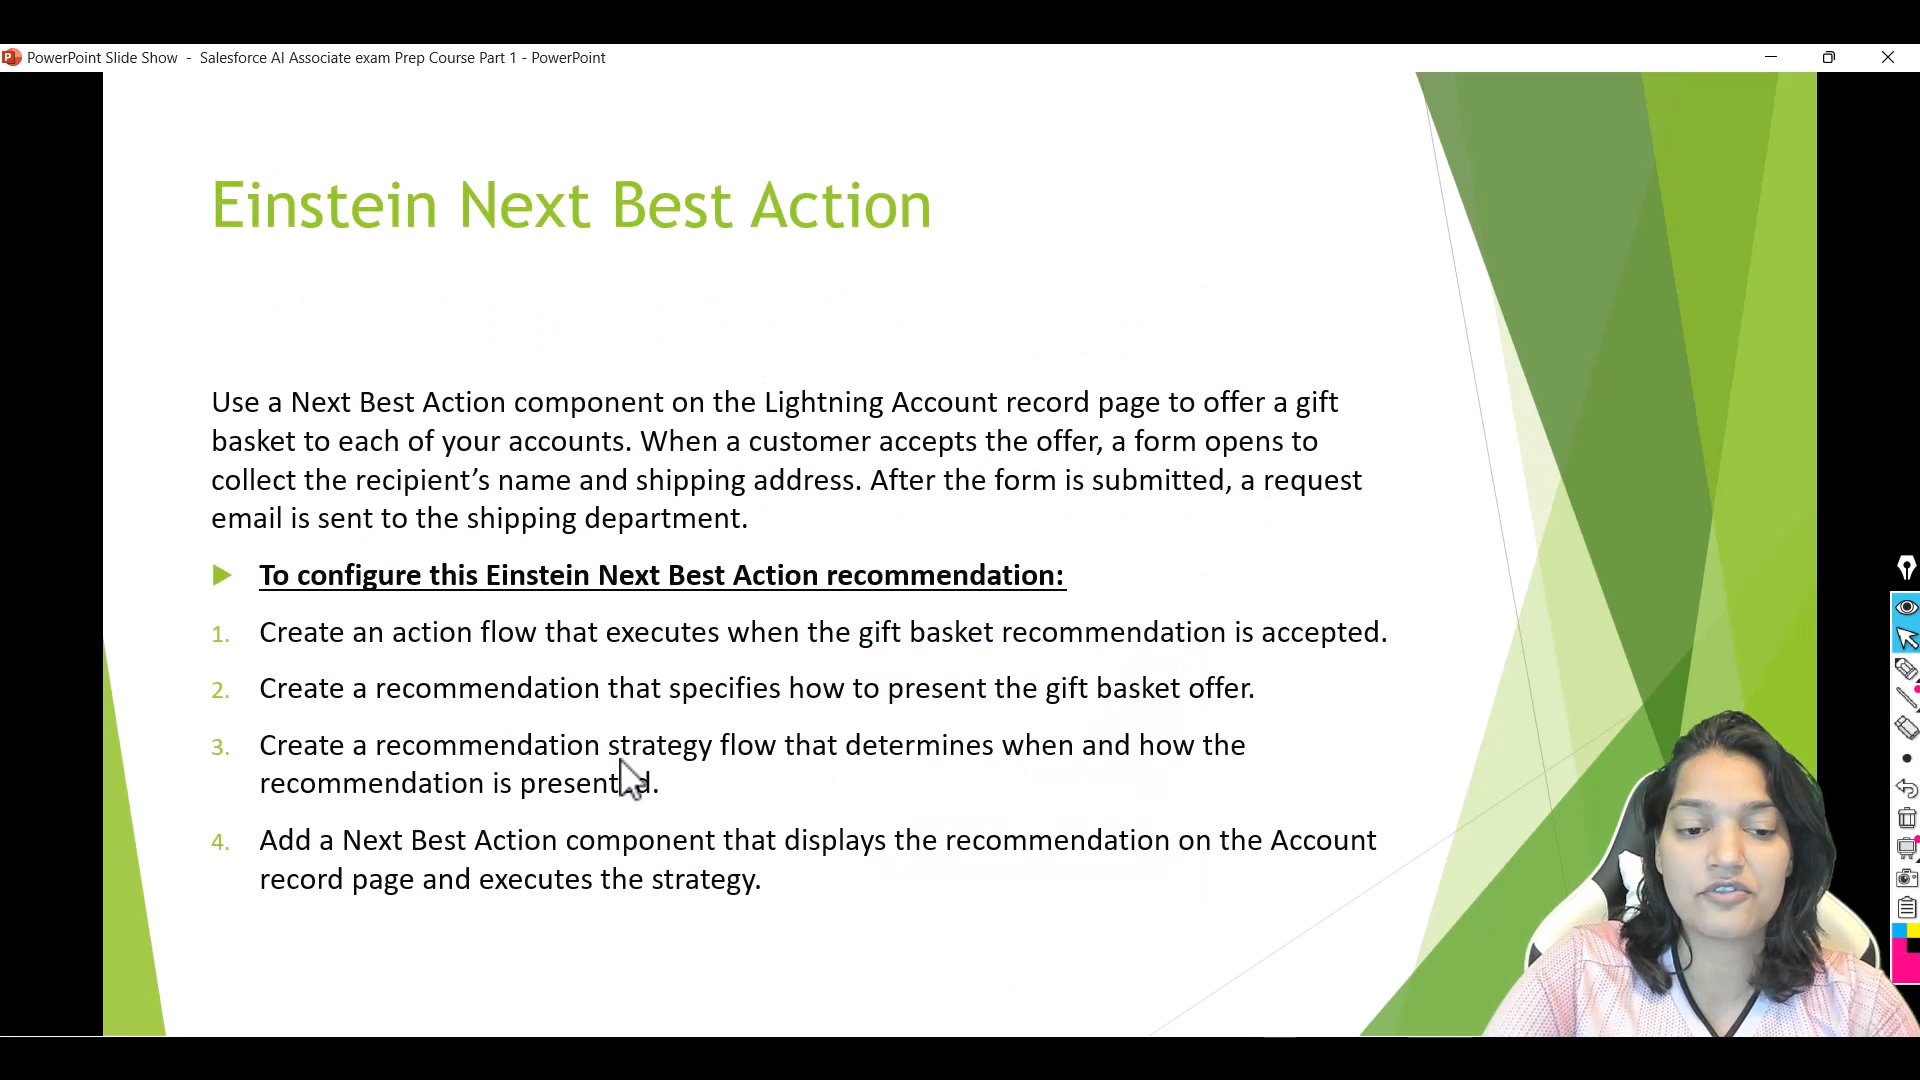 PowerPoint Slide Show - Salesforce AI Associate exam Prep Course Part 1 - PowerPoint
Einstein Next Best Action
Use a Next Best Action component on the Lightning Account record page to offer a gift
basket to each of your accounts. When a customer accepts the offer, a form opens to
collect the recipient’s name and shipping address. After the form is submitted, a request
email is sent to the shipping department.
To configure this Einstein Next Best Action recommendation:
1. Create an action flow that executes when the gift basket recommendation is accepted.
2. Create a recommendation that specifies how to present the gift basket offer.
3. Create a recommendation strategy flow that determines when and how the
recommendation is presented.
4. Add a Next Best Action component that displays the recommendation on the Account
record page and executes the strategy.